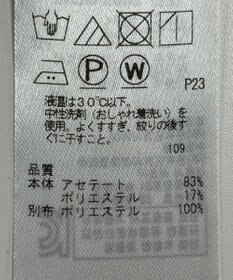 P W
P23
液温は30℃以下。
中性洗剤（おしゃれ着洗い）を
使用。よくすすぎ、絞りの後す
ぐに干すこと。
109
品質
本体 アセテート 83%
ポリエステル 17%
別布 ポリエステル 100%